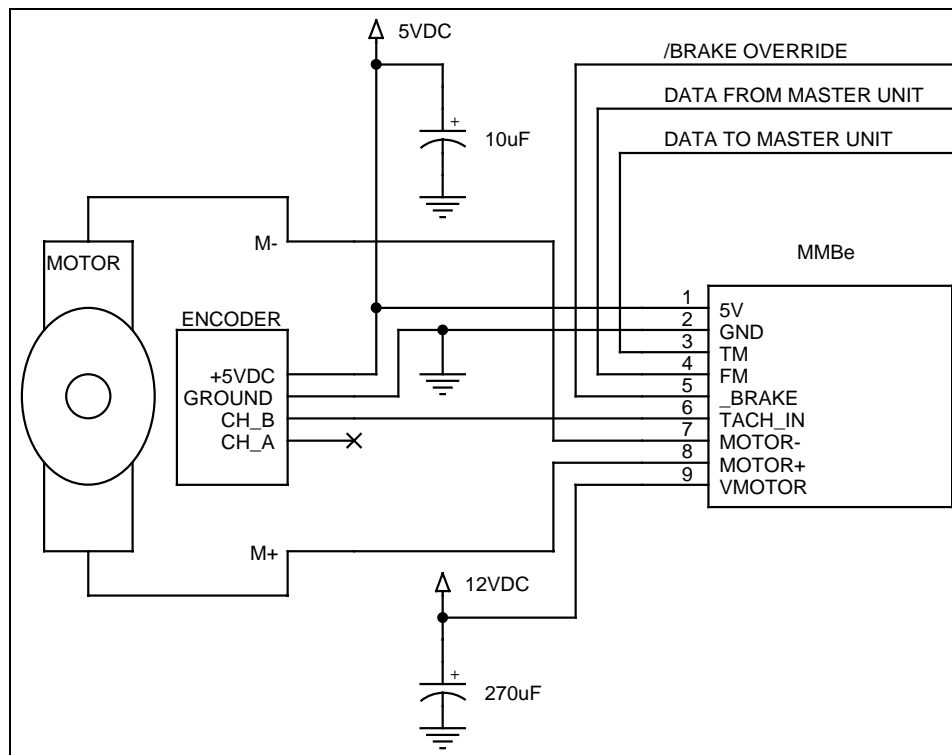 5VDC
/BRAKE OVERRIDE
DATA FROM MASTER UNIT
+
10uF
DATA TO MASTER UNIT
M-
MOTOR
MMBe
ENCODER
+5VDC
GROUND
CH_B
CH_A
1 5V
2 GND
3 TM
4 FM
5 _BRAKE
6 TACH_IN
7 MOTOR-
8 MOTOR+
9 VMOTOR
M+
12VDC
+
270uF